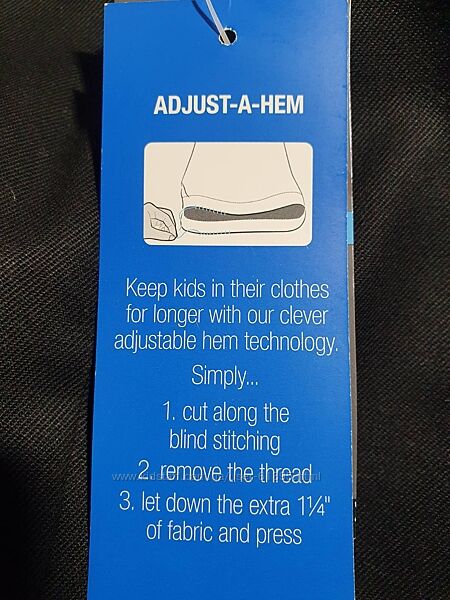 ADJUST-A-HEM
Keep kids in their clothes
for longer with our clever
adjustable hem technology.
Simply...
1. cut along the
blind stitching
2. remove the thread
3. let down the extra 1¼"
of fabric and press